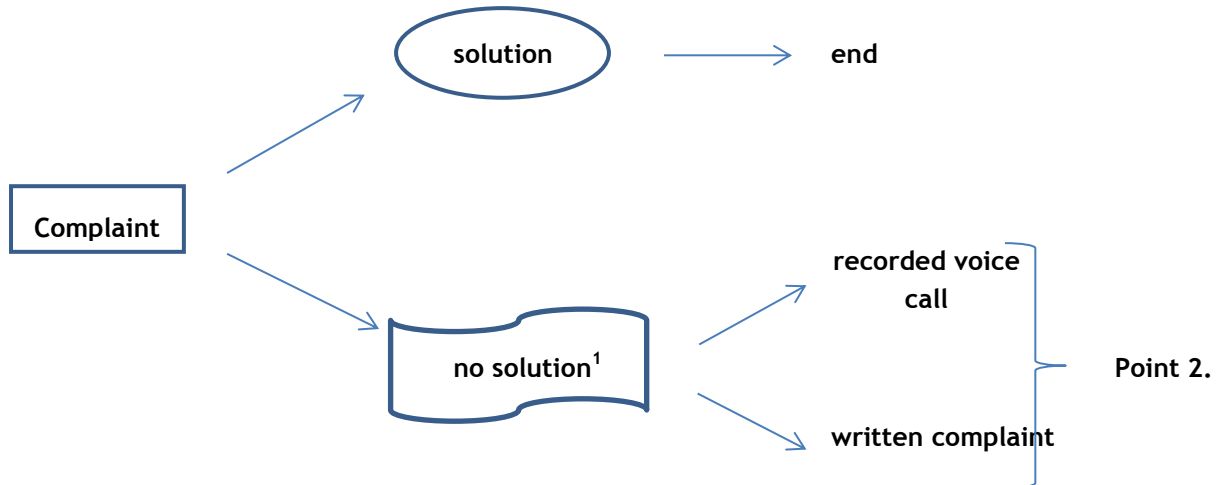 solution
end
Complaint
recorded voice
call
no solution¹
Point 2.
written complaint